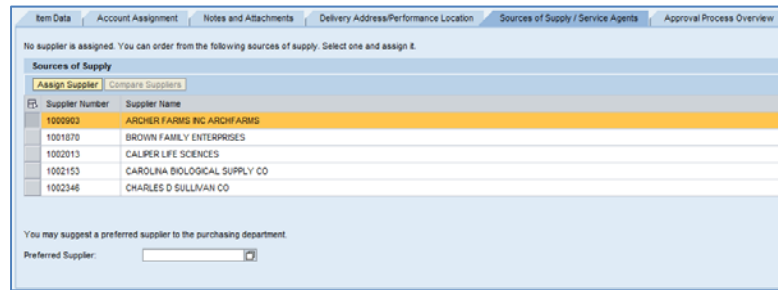 Item Data Account Assignment Notes and Attachments Delivery Address/Performance Location Sources of Supply / Service Agents Approval Process Overview
No supplier is assigned. You can order from the following sources of supply. Select one and assign it.
Sources of Supply
Assign Supplier Compare Suppliers
Supplier Number Supplier Name
1000903 ARCHER FARMS INC ARCHFARMS
1001870 BROWN FAMILY ENTERPRISES
1002013 CALIPER LIFE SCIENCES
1002153 CAROLINA BIOLOGICAL SUPPLY CO
1002346 CHARLES D SULLIVAN CO
You may suggest a preferred supplier to the purchasing department.
Preferred Supplier: